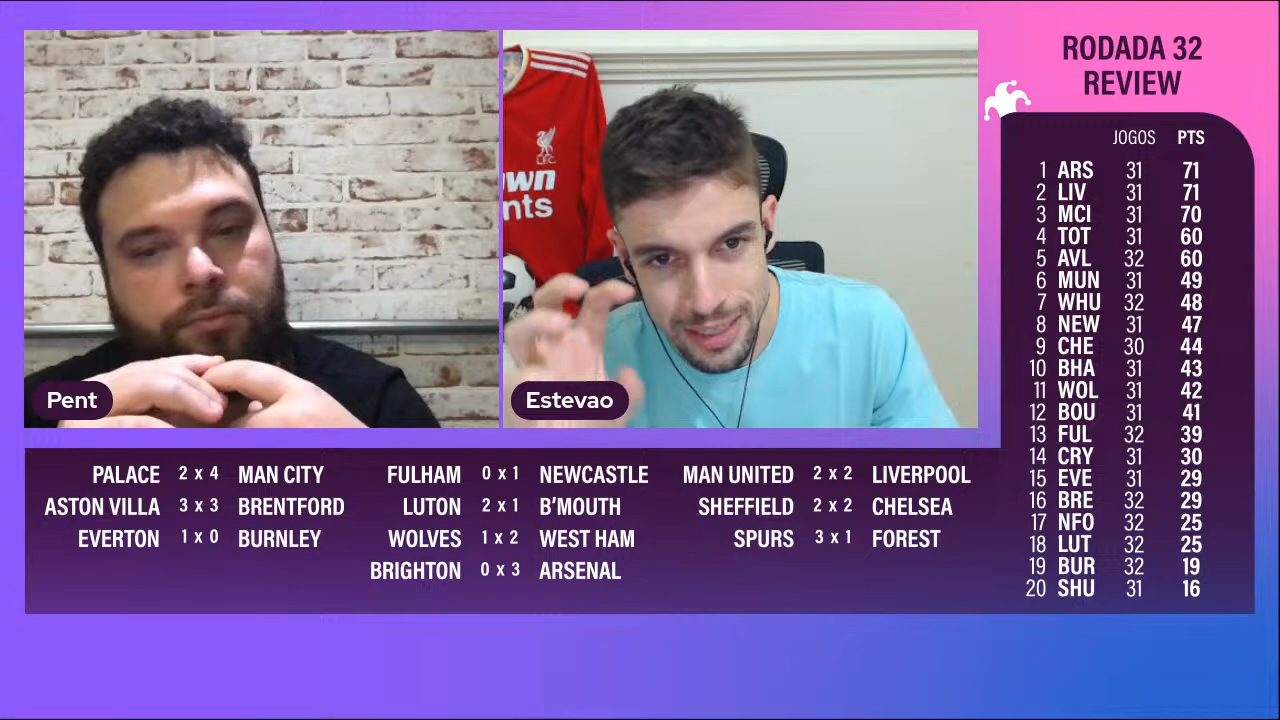 RODADA 32
REVIEW
JOGOS PTS
1 ARS 31 71
2 LIV 31 71
3 MCI 31 70
4 TOT 31 60
5 AVL 32 60
6 MUN 31 49
7 WHU 32 48
8 NEW 31 47
9 CHE 30 44
10 BHA 31 43
11 WOL 31 42
12 BOU 31 41
13 FUL 32 39
14 CRY 31 30
15 EVE 31 29
16 BRE 32 29
17 NFO 32 25
18 LUT 32 25
19 BUR 32 19
20 SHU 31 16
L.F.C.
wn
nts
Pent
Estevao
PALACE 2 x 4 MAN CITY
ASTON VILLA 3 x 3 BRENTFORD
EVERTON 1 x 0 BURNLEY
FULHAM 0 x 1 NEWCASTLE
LUTON 2 x 1 B'MOUTH
WOLVES 1 x 2 WEST HAM
BRIGHTON 0 x 3 ARSENAL
MAN UNITED 2 x 2 LIVERPOOL
SHEFFIELD 2 x 2 CHELSEA
SPURS 3 x 1 FOREST